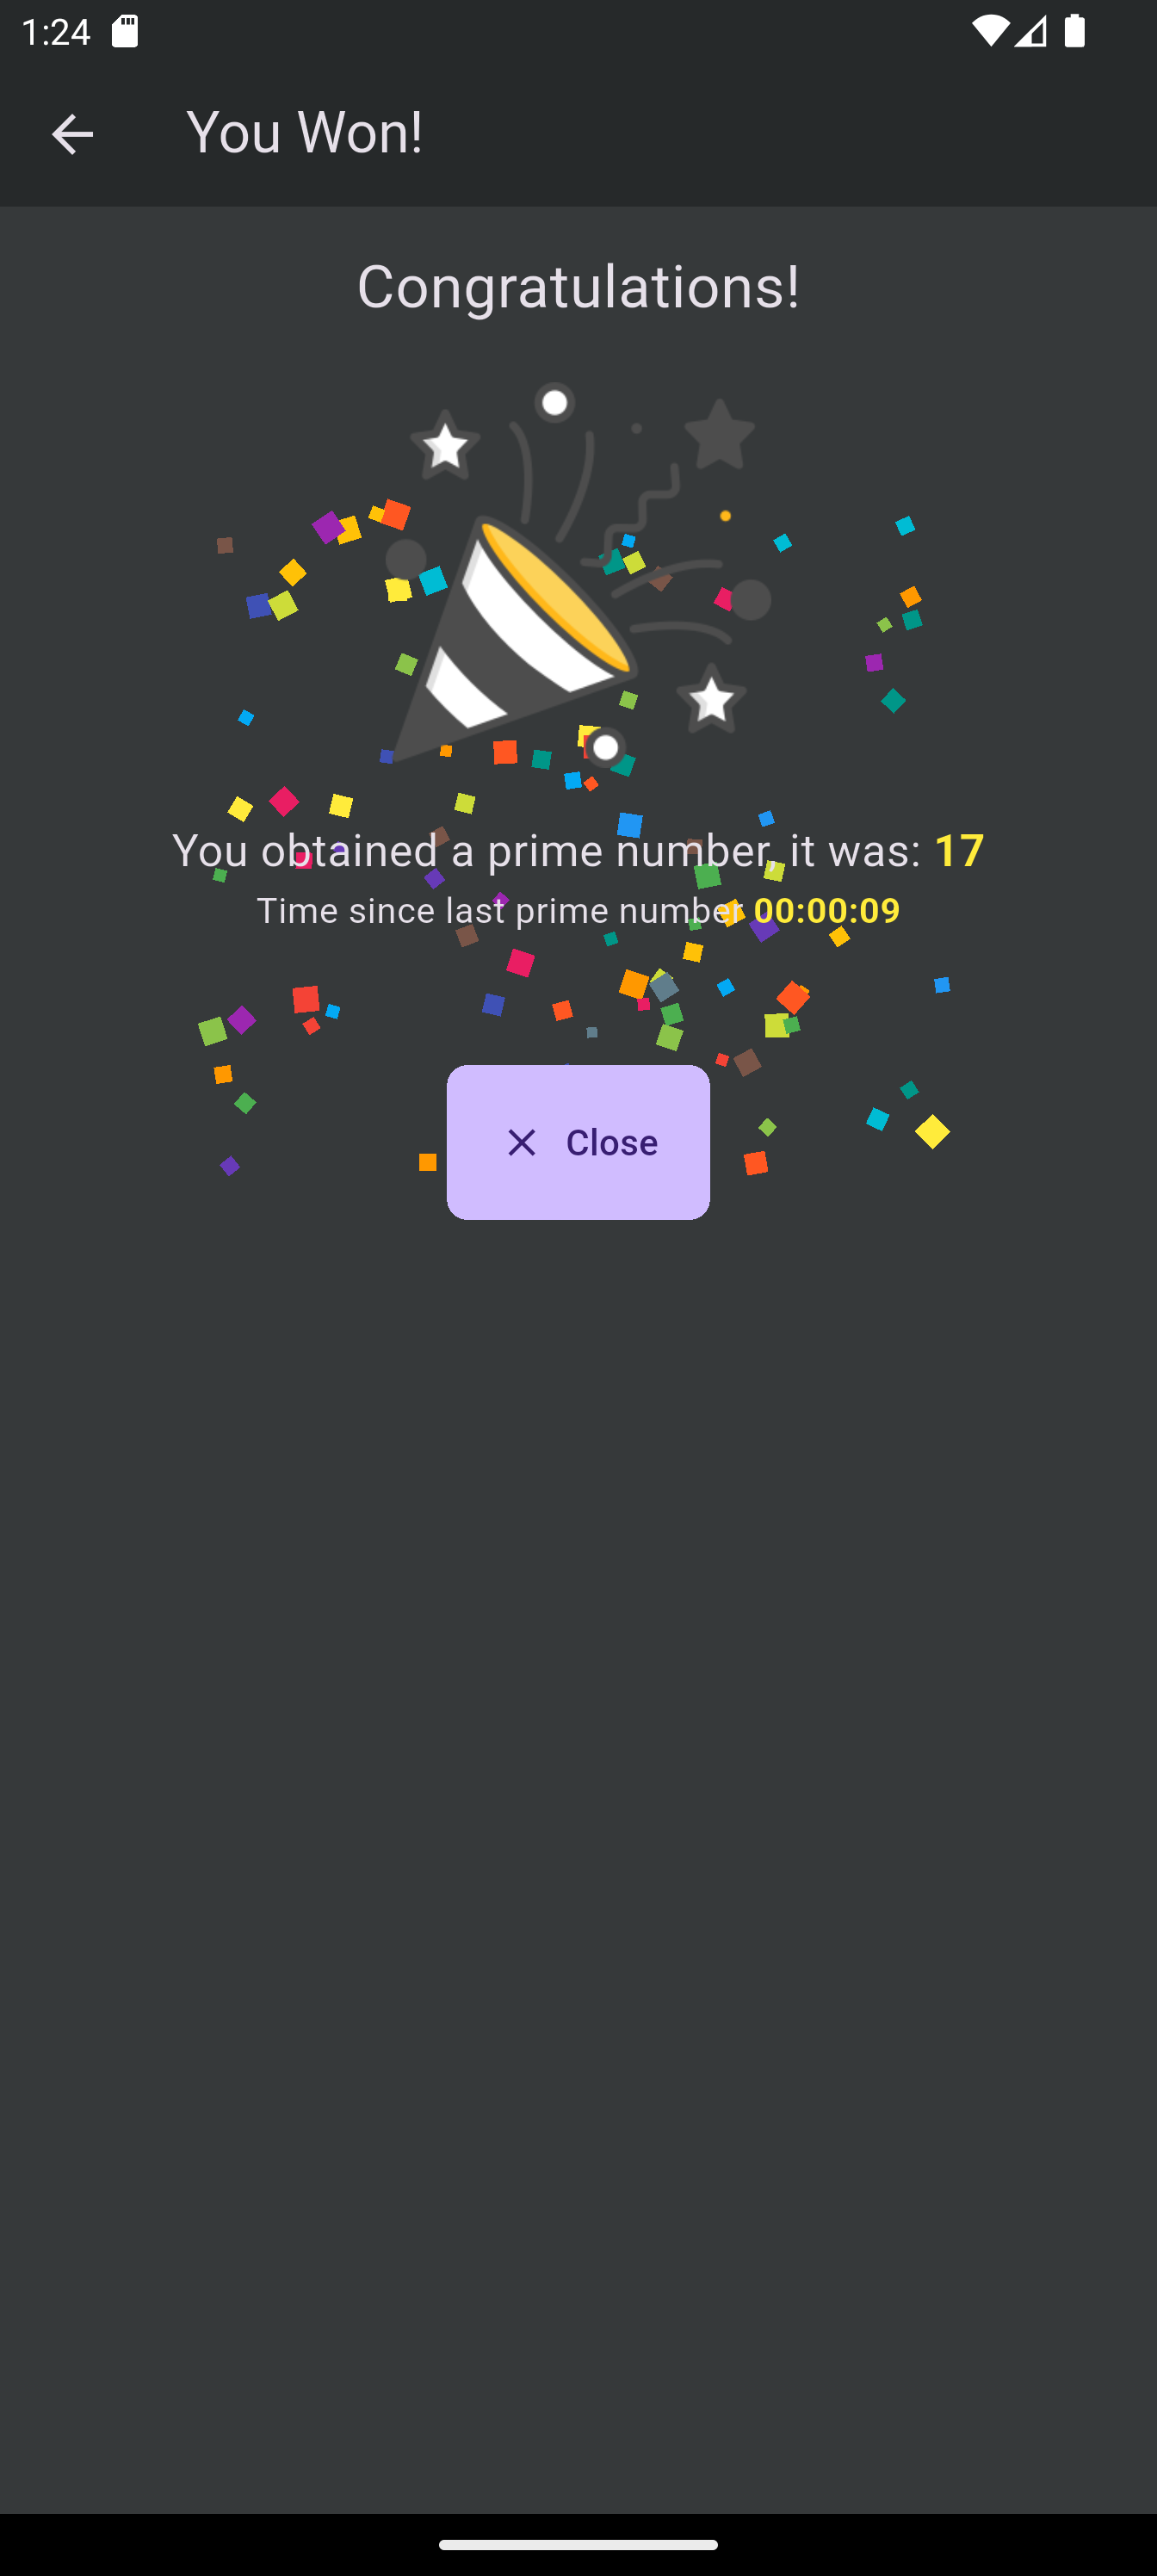 1:24
You Won!
Congratulations!
You obtained a prime number, it was: 17
Time since last prime number 00:00:09
Close